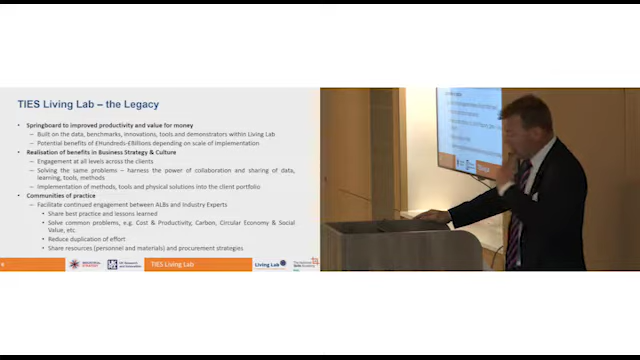 TIES Living Lab – the Legacy
• Springboard to improved productivity and value for money
– Built on the data, benchmarks, innovations, tools and demonstrators within Living Lab
– Potential benefits of £Hundreds-£Billions depending on scale of implementation
• Realisation of benefits in Business Strategy & Culture
– Engagement at all levels across the clients
– Solving the same problems – harness the power of collaboration and sharing of data,
learning, tools, methods
– Implementation of methods, tools and physical solutions into the client portfolio
• Communities of practice
– Facilitate continued engagement between ALBs and Industry Experts
• Share best practice and lessons learned
• Solve common problems, e.g. Cost & Productivity, Carbon, Circular Economy & Social
Value, etc.
• Reduce duplication of effort
• Share resources (personnel and materials) and procurement strategies
TIES Living Lab
Living Lab